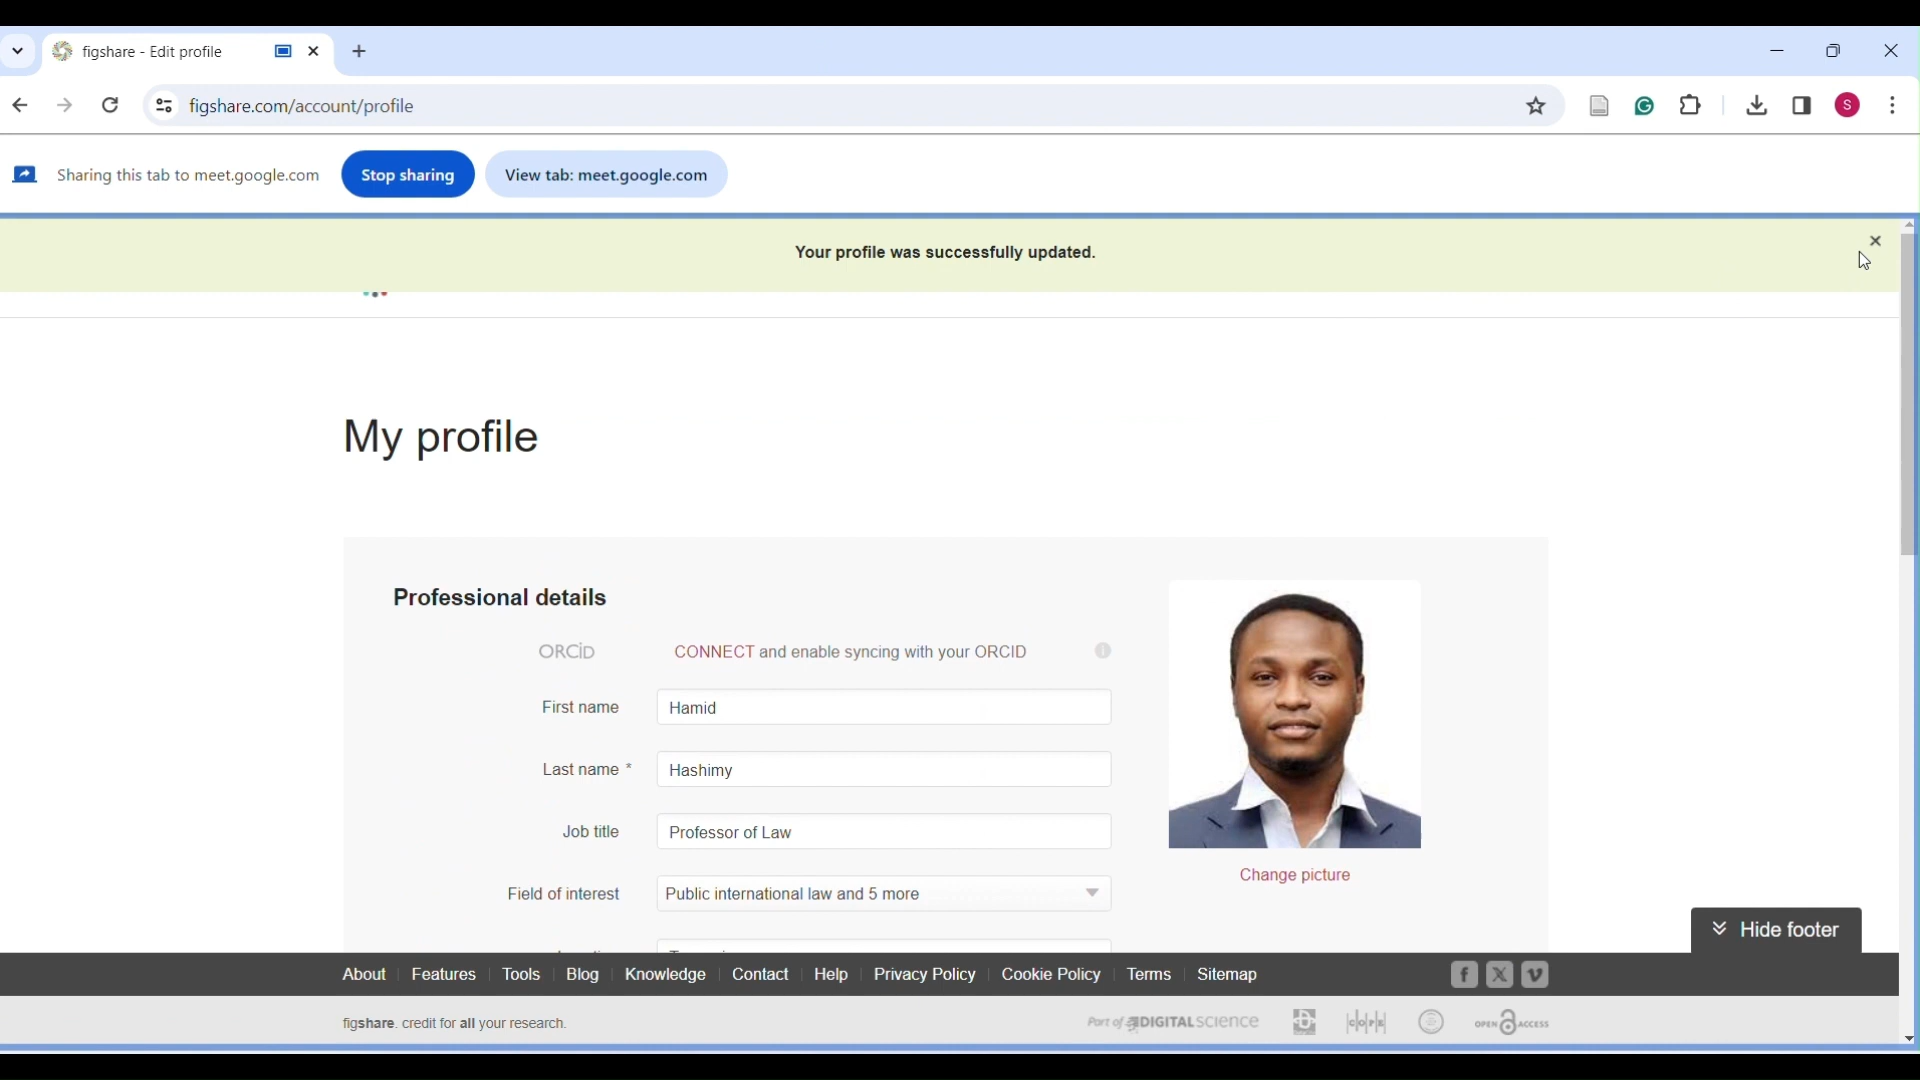 figshare - Edit profile
figshare.com/account/profile
S
Sharing this tab to meet.google.com
Stop sharing
View tab: meet.google.com
Your profile was successfully updated.
My profile
Professional details
ORCiD CONNECT and enable syncing with your ORCID
First name Hamid
Last name * Hashimy
Job title Professor of Law
Field of interest Public international law and 5 more
Change picture
Hide footer
About Features Tools Blog Knowledge Contact Help Privacy Policy Cookie Policy Terms Sitemap
figshare. credit for all your research.
Part of DIGITALSCIENCE
C O P E
OPEN ACCESS